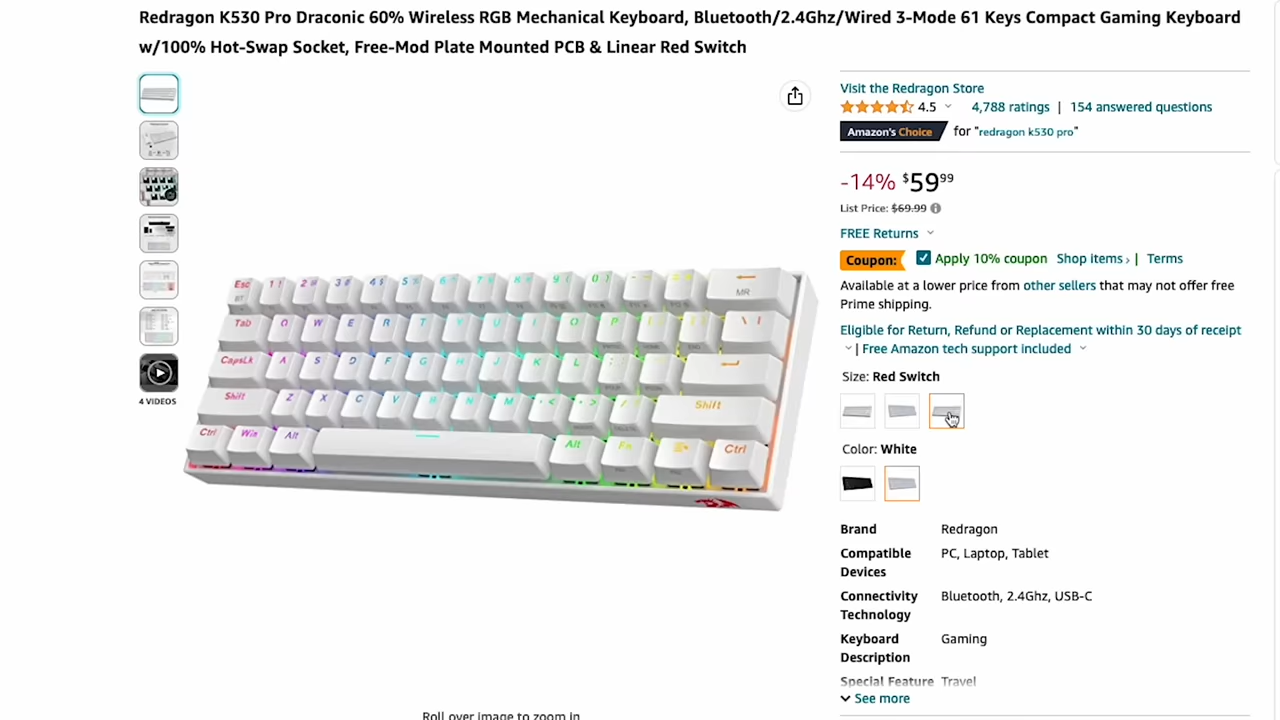 Redragon K530 Pro Draconic 60% Wireless RGB Mechanical Keyboard, Bluetooth/2.4Ghz/Wired 3-Mode 61 Keys Compact Gaming Keyboard
w/100% Hot-Swap Socket, Free-Mod Plate Mounted PCB & Linear Red Switch
Visit the Redragon Store
4.5 4,788 ratings | 154 answered questions
Amazon's Choice for "redragon k530 pro"
-14% $59 99
List Price: $69.99
FREE Returns
Coupon: Apply 10% coupon Shop items › | Terms
Available at a lower price from other sellers that may not offer free
Prime shipping.
Eligible for Return, Refund or Replacement within 30 days of receipt
| Free Amazon tech support included
Size: Red Switch
Color: White
Brand Redragon
Compatible Devices PC, Laptop, Tablet
Connectivity Technology Bluetooth, 2.4Ghz, USB-C
Keyboard Description Gaming
Special Feature Travel
See more
4 VIDEOS
Esc
BT
MR
Tab Q W E R T Y U I O P
CapsLk A S D F G H J K L
Shift Z X C V B N M Shift
Ctrl Win Alt Alt Fn Ctrl
Roll over image to zoom in